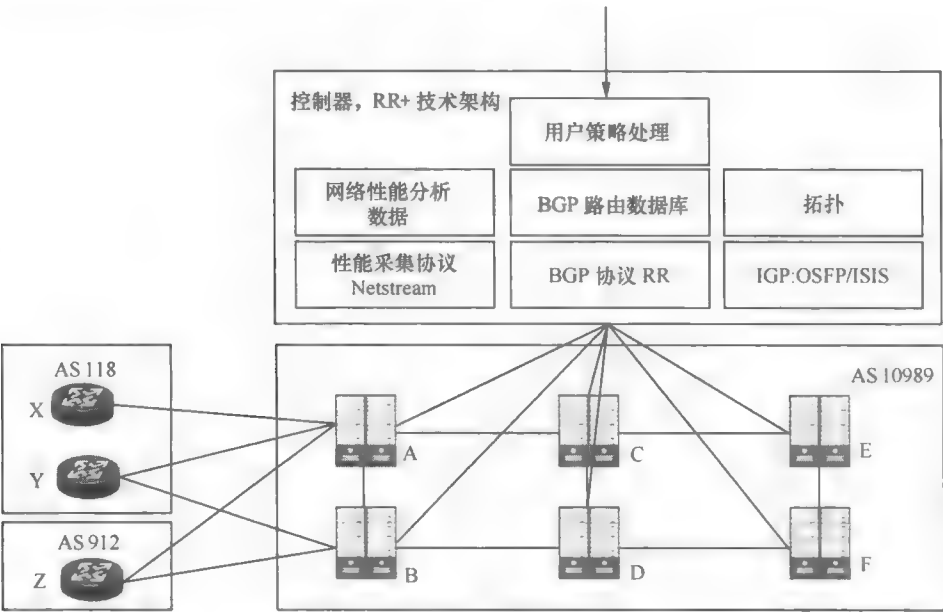 控制器，RR+ 技术架构
用户策略处理
网络性能分析
数据
BGP 路由数据库
拓扑
性能采集协议
Netstream
BGP 协议 RR
IGP:OSFP/ISIS
AS 118
X
Y
AS 912
Z
AS 10989
A
C
E
B
D
F